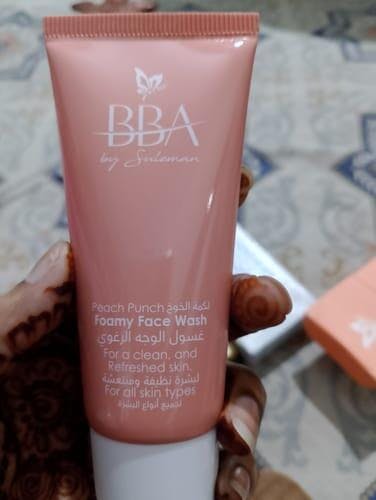 BBA
by Suleman
Peach Punch لكمة الخوخ
Foamy Face Wash
غسول الوجه الرغوي
For a clean, and
Refreshed skin.
لبشرة نظيفة ومنتعشة
For all skin types
لجميع أنواع البشرة